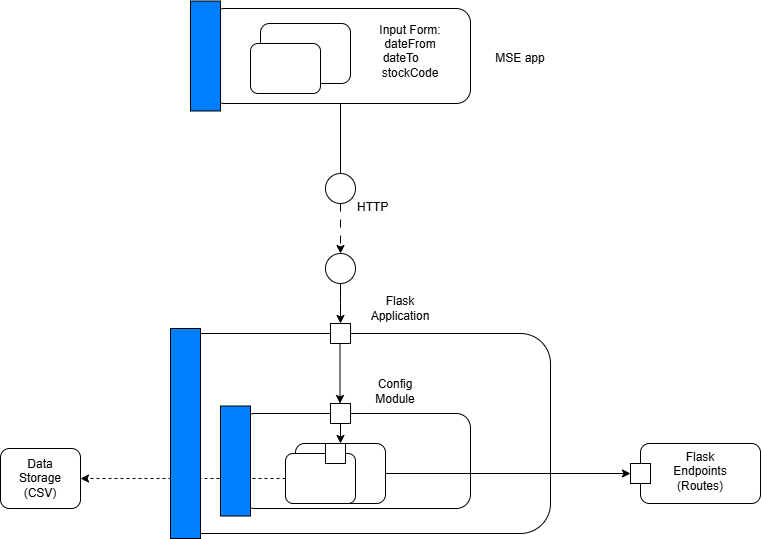 Input Form:
dateFrom
dateTo
stockCode
MSE app
HTTP
Flask
Application
Config
Module
Data
Storage
(CSV)
Flask
Endpoints
(Routes)